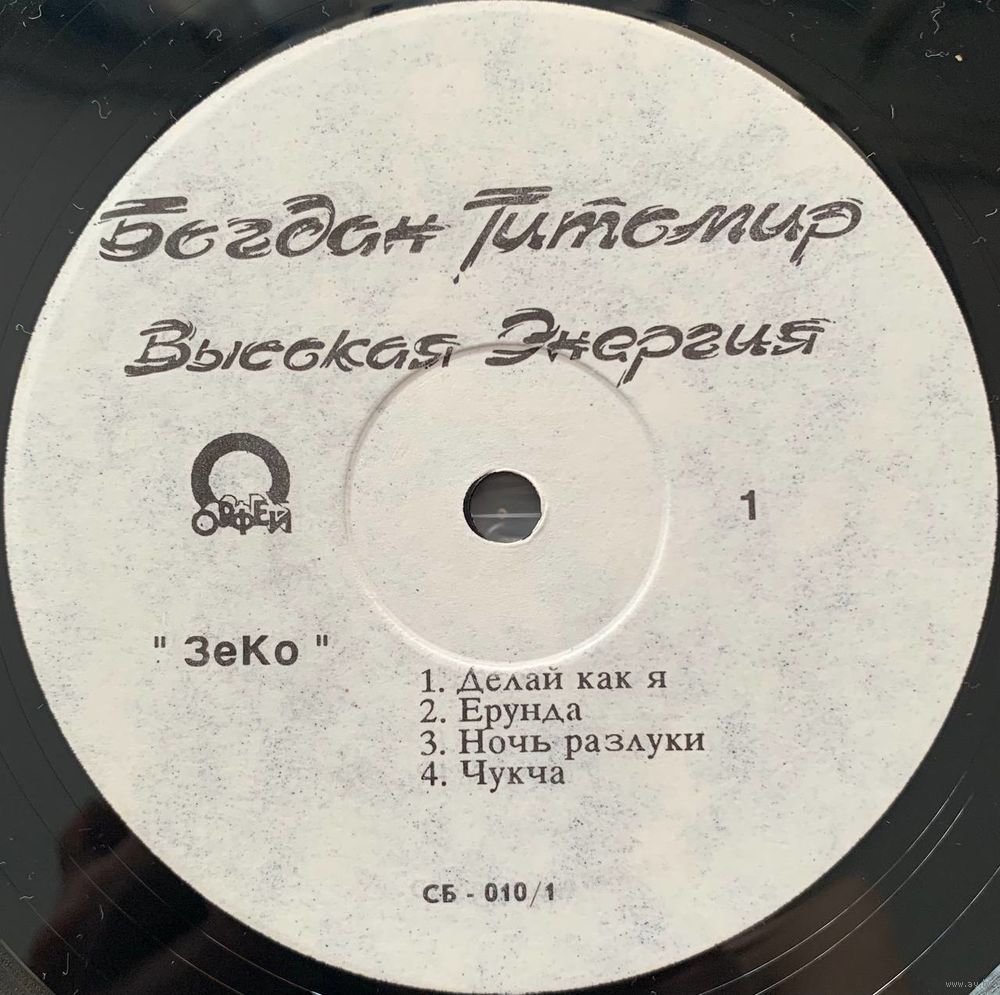 Богдан Титомир
Высокая Энергия
ОРФЕЙ
1
" ЗеКо "
1. Делай как я
2. Ерунда
3. Ночь разлуки
4. Чукча
СБ - 010/1